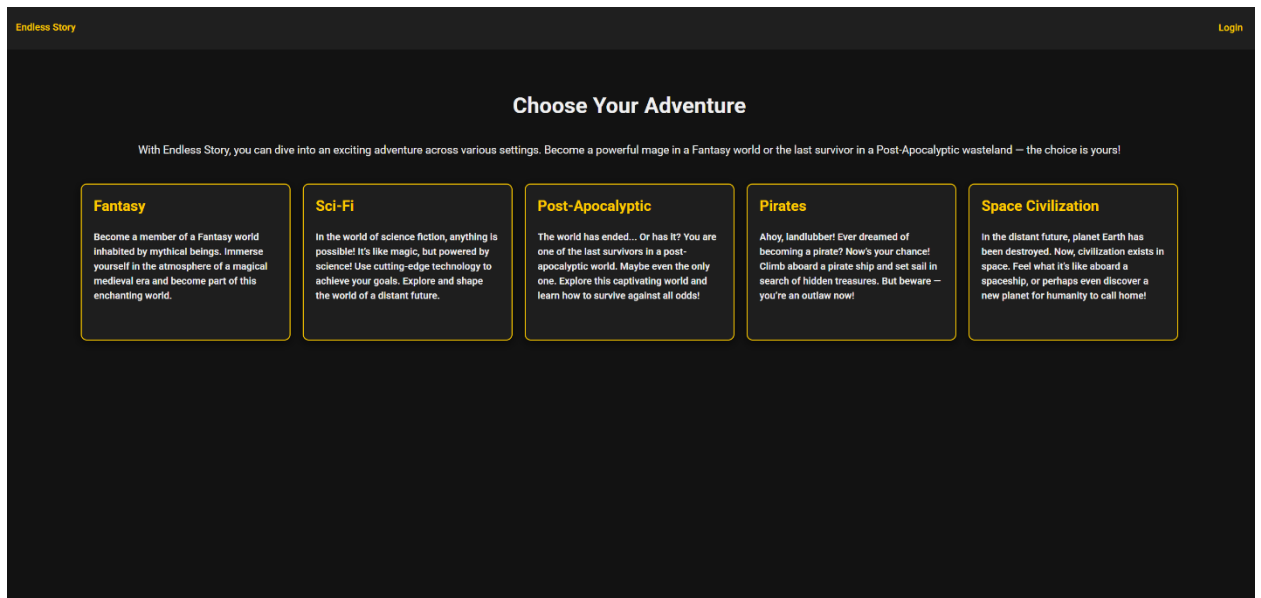 Endless Story
Login
Choose Your Adventure
With Endless Story, you can dive into an exciting adventure across various settings. Become a powerful mage in a Fantasy world or the last survivor in a Post-Apocalyptic wasteland — the choice is yours!
Fantasy
Become a member of a Fantasy world
inhabited by mythical beings. Immerse
yourself in the atmosphere of a magical
medieval era and become part of this
enchanting world.
Sci-Fi
In the world of science fiction, anything is
possible! It's like magic, but powered by
science! Use cutting-edge technology to
achieve your goals. Explore and shape
the world of a distant future.
Post-Apocalyptic
The world has ended... Or has it? You are
one of the last survivors in a post-
apocalyptic world. Maybe even the only
one. Explore this captivating world and
learn how to survive against all odds!
Pirates
Ahoy, landlubber! Ever dreamed of
becoming a pirate? Now's your chance!
Climb aboard a pirate ship and set sail in
search of hidden treasures. But beware —
you're an outlaw now!
Space Civilization
In the distant future, planet Earth has
been destroyed. Now, civilization exists in
space. Feel what it's like aboard a
spaceship, or perhaps even discover a
new planet for humanity to call home!